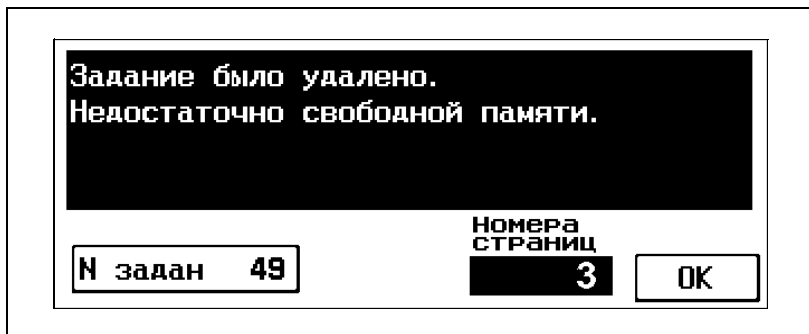 Задание было удалено.
Недостаточно свободной памяти.
Номера
страниц
N задан 49
3
OK